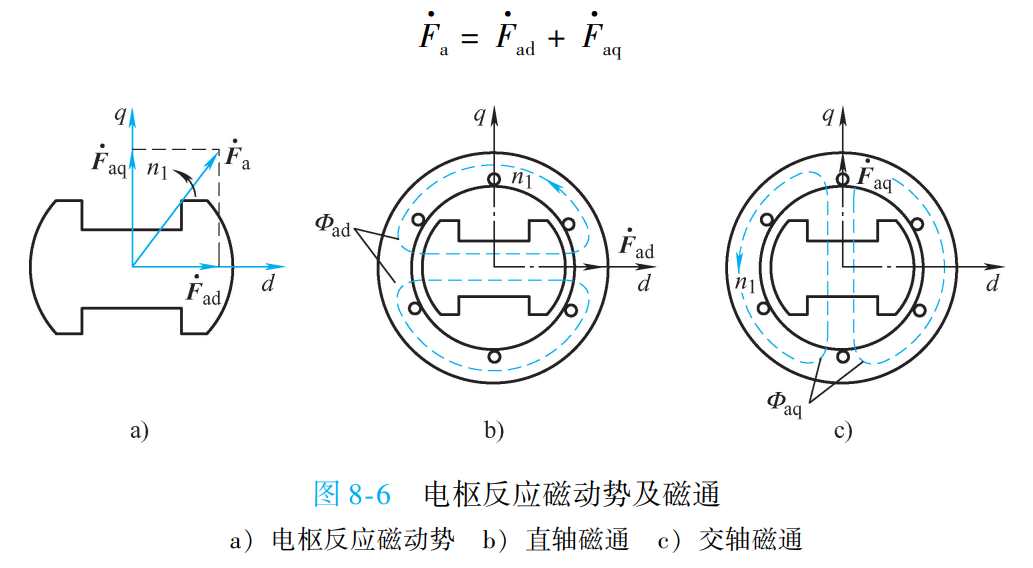 Ḟa = Ḟad + Ḟaq
q
Ḟaq
n1
Ḟa
Ḟad
d
a)
q
n1
Φad
Ḟad
d
b)
q
Ḟaq
n1
d
Φaq
c)
图 8-6 电枢反应磁动势及磁通
a) 电枢反应磁动势 b) 直轴磁通 c) 交轴磁通